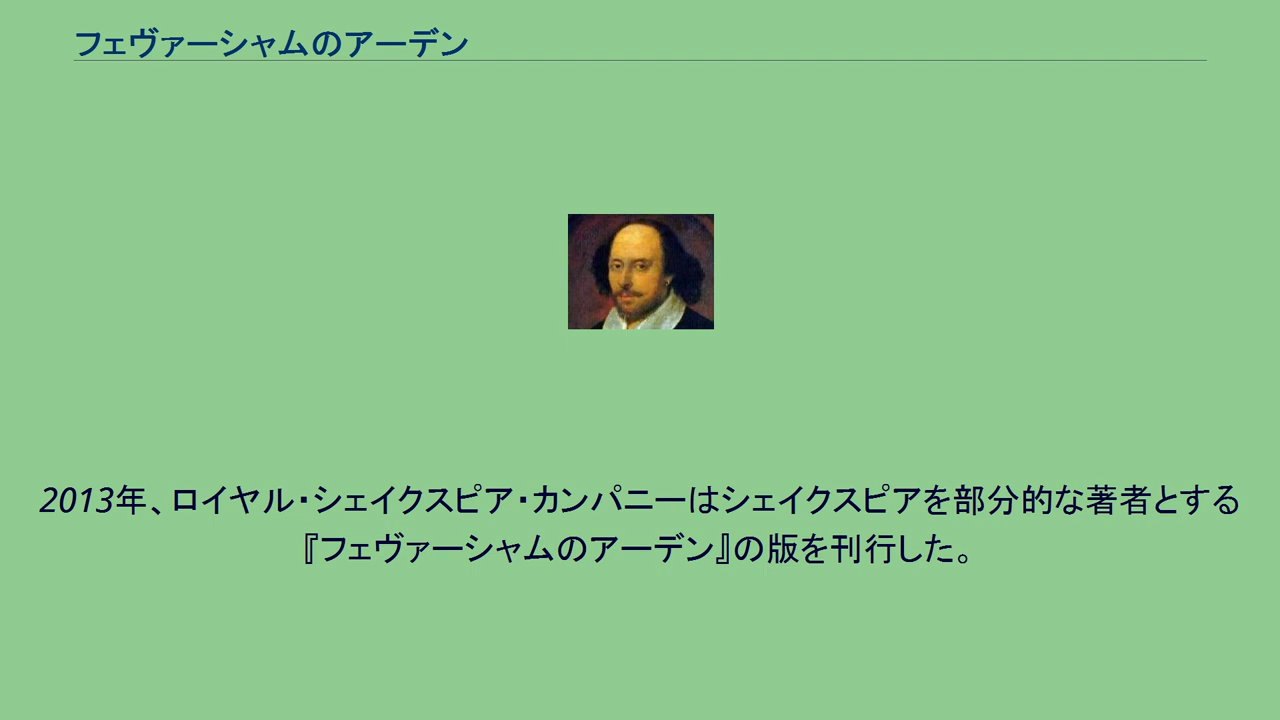 フェヴァーシャムのアーデン
2013年、ロイヤル・シェイクスピア・カンパニーはシェイクスピアを部分的な著者とする
『フェヴァーシャムのアーデン』の版を刊行した。